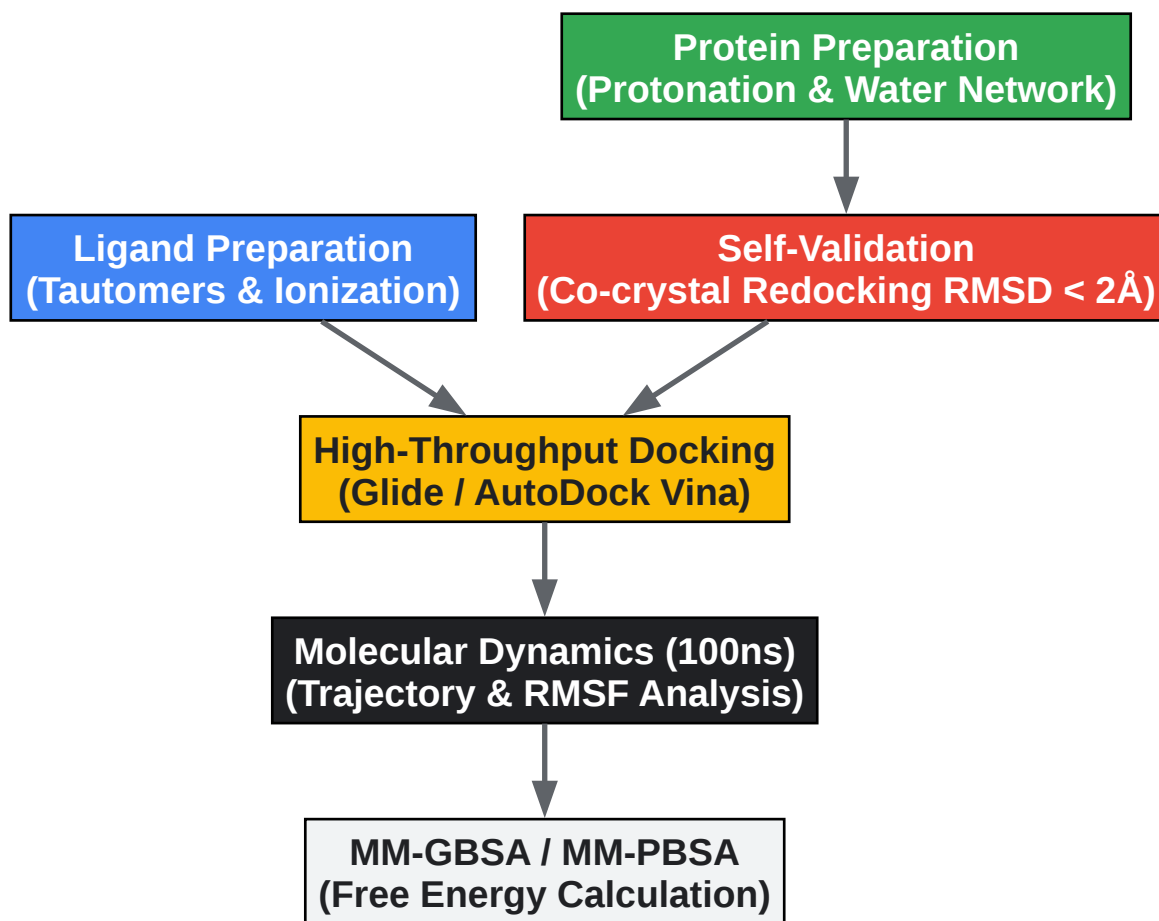 Protein Preparation
(Protonation & Water Network)
Ligand Preparation
(Tautomers & Ionization)
Self-Validation
(Co-crystal Redocking RMSD < 2Å)
High-Throughput Docking
(Glide / AutoDock Vina)
Molecular Dynamics (100ns)
(Trajectory & RMSF Analysis)
MM-GBSA / MM-PBSA
(Free Energy Calculation)